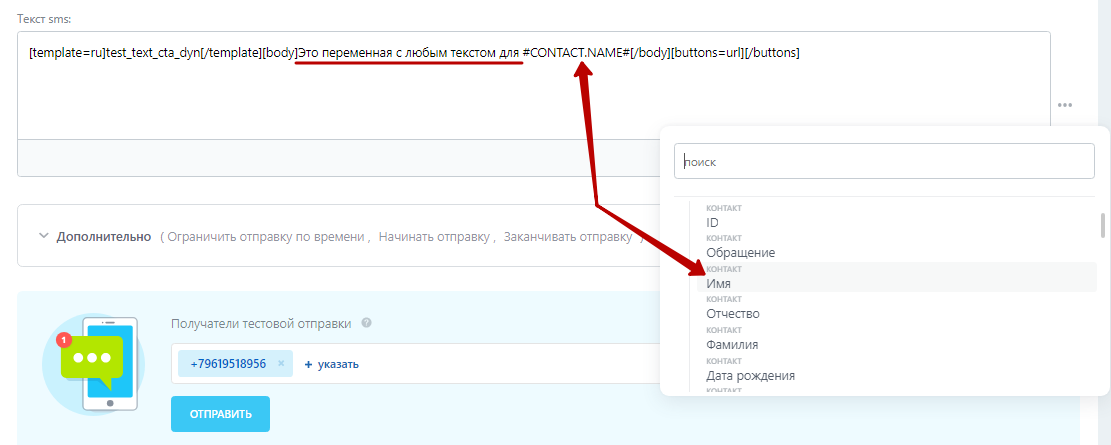 Текст sms:
[template=ru]test_text_cta_dyn[/template][body]Это переменная с любым текстом для #CONTACT.NAME#[/body][buttons=url][/buttons]
поиск
КОНТАКТ
ID
КОНТАКТ
Обращение
КОНТАКТ
Имя
КОНТАКТ
Отчество
КОНТАКТ
Фамилия
КОНТАКТ
Дата рождения
КОНТАКТ
Дополнительно ( Ограничить отправку по времени , Начинать отправку , Заканчивать отправку )
1
Получатели тестовой отправки ?
+79619518956 × + указать
ОТПРАВИТЬ